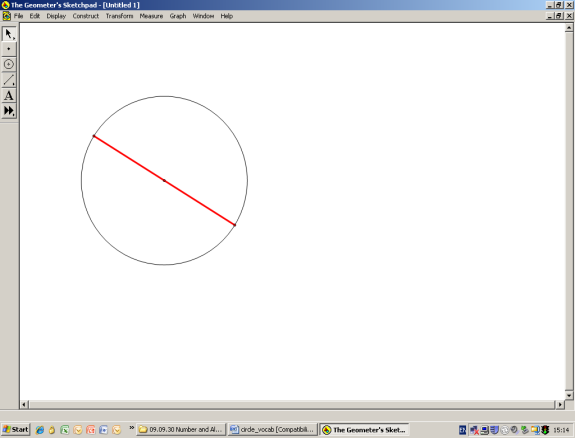 The Geometer's Sketchpad - [Untitled 1]
File Edit Display Construct Transform Measure Graph Window Help
A
Start
09.09.30 Number and Al...
circle_vocab [Compatibili...
The Geometer's Sket...
15:14